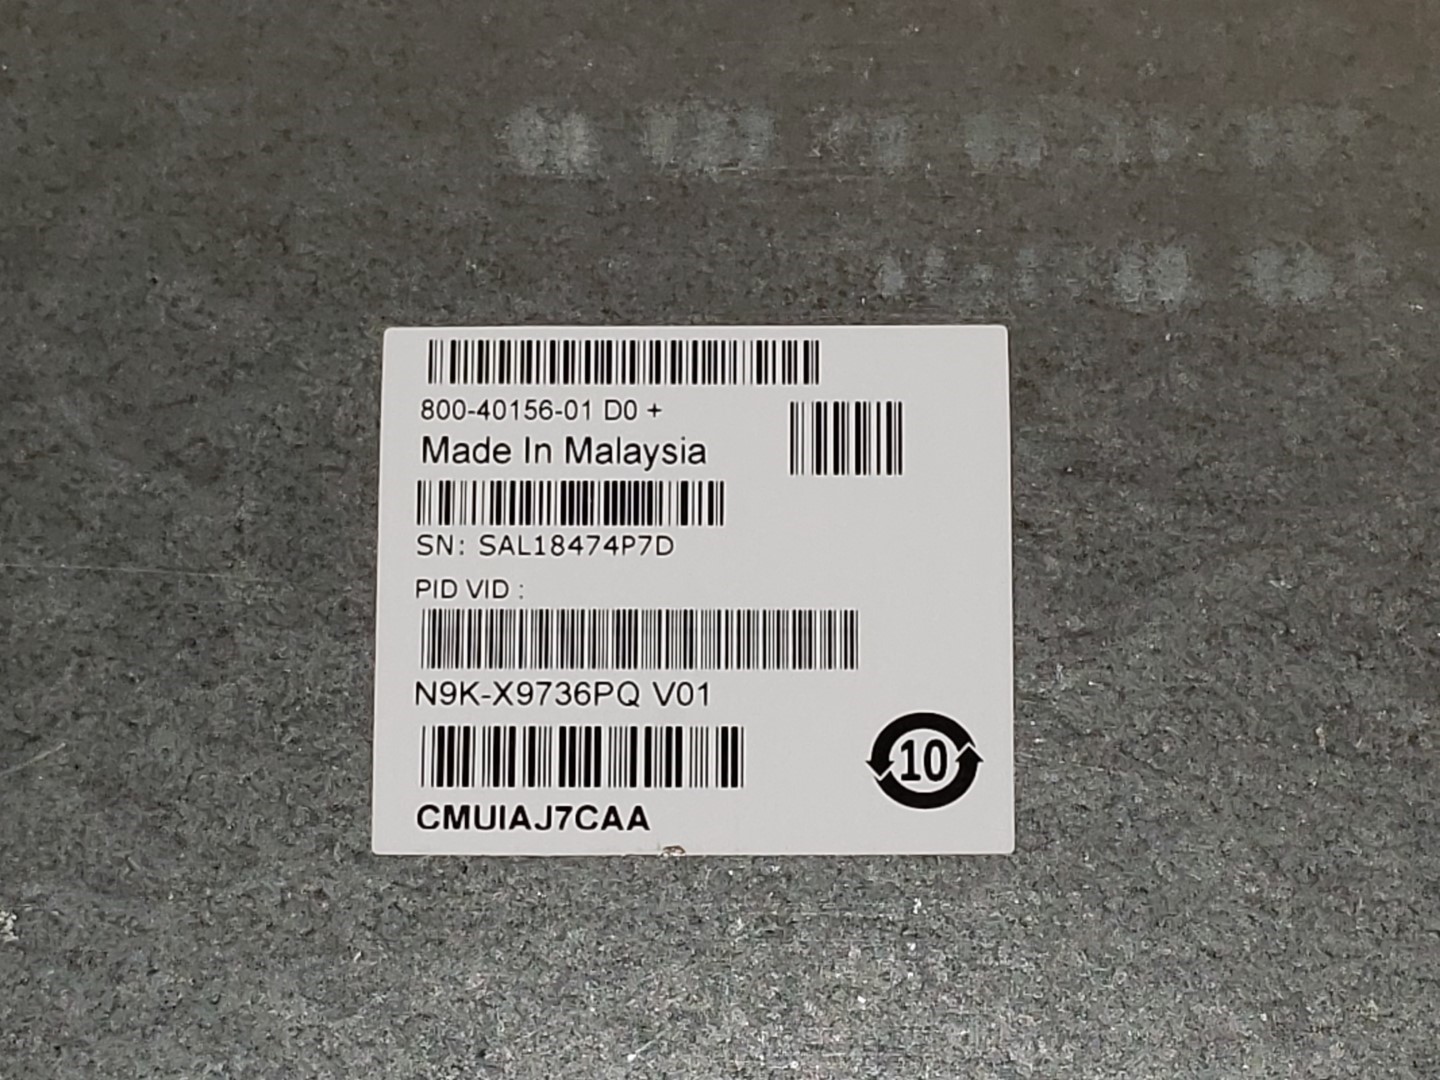 800-40156-01 D0 +
Made In Malaysia
SN: SAL18474P7D
PID VID :
N9K-X9736PQ V01
10
CMUIAJ7CAA